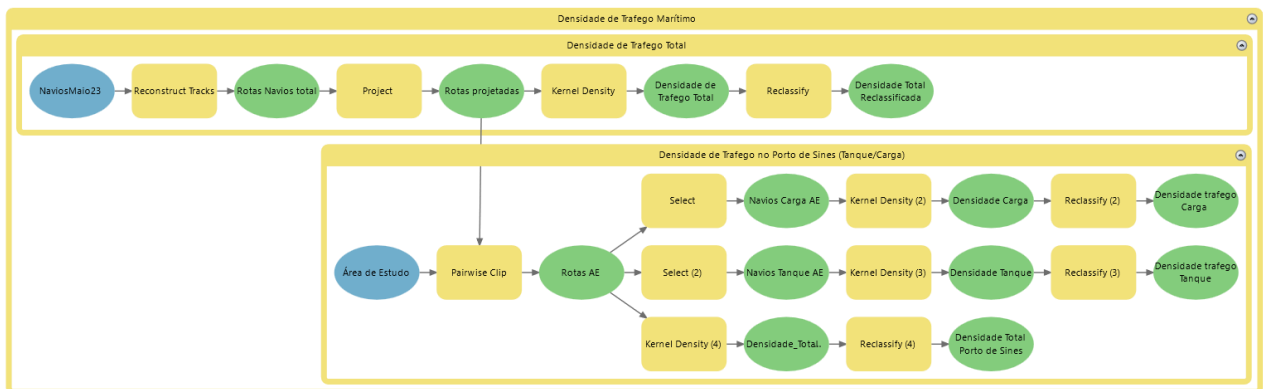 Densidade de Trafego Marítimo
Densidade de Trafego Total
NaviosMaio23
Reconstruct Tracks
Rotas Navios total
Project
Rotas projetadas
Kernel Density
Densidade de
Trafego Total
Reclassify
Densidade Total
Reclassificada
Densidade de Trafego no Porto de Sines (Tanque/Carga)
Select
Navios Carga AE
Kernel Density (2)
Densidade Carga
Reclassify (2)
Densidade trafego
Carga
Área de Estudo
Pairwise Clip
Rotas AE
Select (2)
Navios Tanque AE
Kernel Density (3)
Densidade Tanque
Reclassify (3)
Densidade trafego
Tanque
Kernel Density (4)
Densidade_Total.
Reclassify (4)
Densidade Total
Porto de Sines